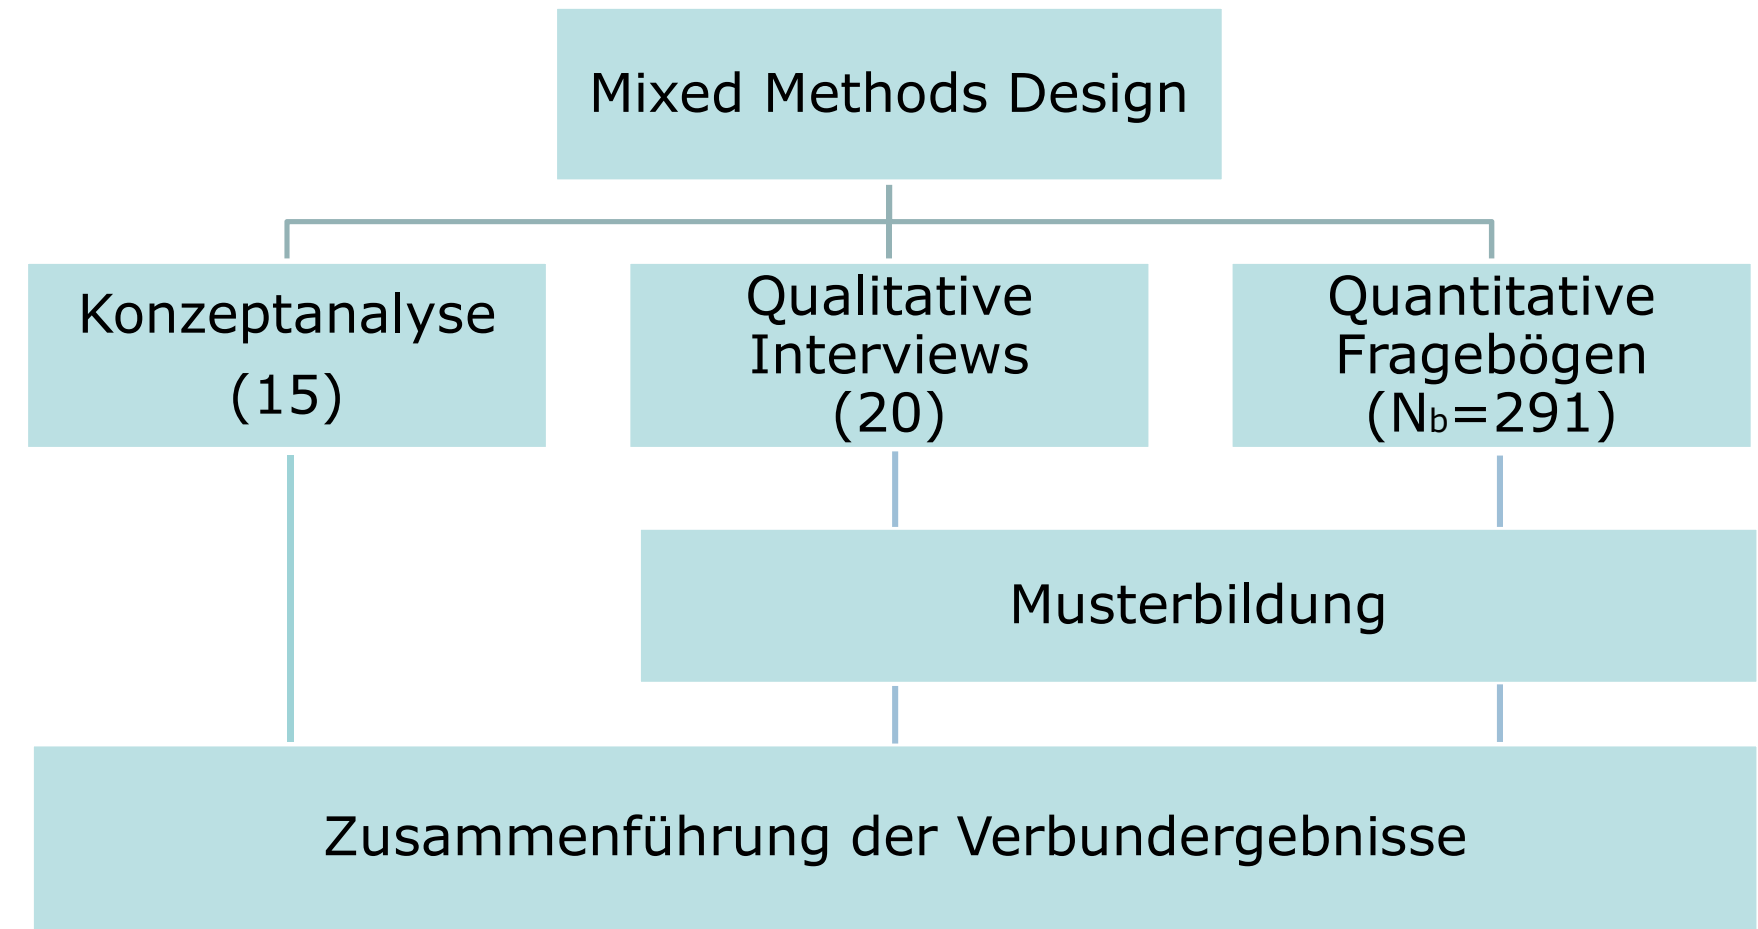 Mixed Methods Design
Konzeptanalyse
(15)
Qualitative
Interviews
(20)
Quantitative
Fragebögen
(Nb=291)
Musterbildung
Zusammenführung der Verbundergebnisse